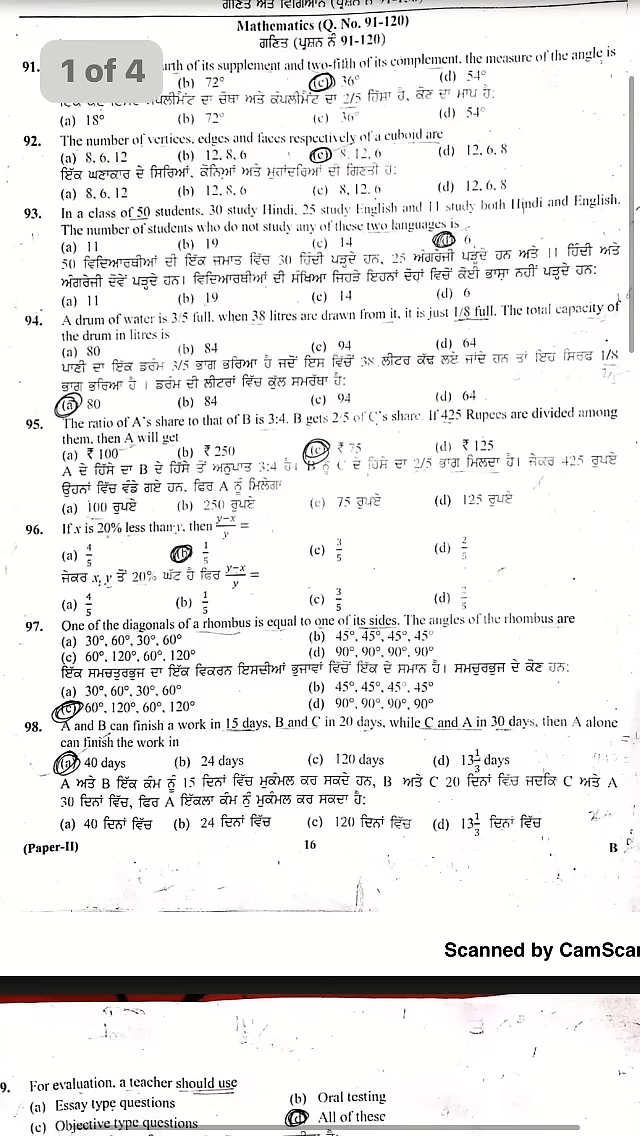 Mathematics (Q. No. 91-120)
ਗਣਿਤ (ਪ੍ਰਸ਼ਨ ਨੰ 91-120)
1 of 4
91. of its supplement and two-fifth of its complement, the measure of the angle is
(b) 72° (c) 36° (d) 54°
ਦਾ ਚੌਥਾ ਅਤੇ ਕੰਪਲੀਮੈਂਟ ਦਾ 2/5 ਹਿੱਸਾ ਹੈ, ਕੋਣ ਦਾ ਮਾਪ ਹੈ:
(a) 18° (b) 72° (c) 36° (d) 54°
92. The number of vertices, edges and faces respectively of a cuboid are
(a) 8, 6, 12 (b) 12, 8, 6 (c) 8, 12, 6 (d) 12, 6, 8
ਇੱਕ ਘਣਾਕਾਰ ਦੇ ਸਿਰਿਆਂ, ਕੋਨਿਆਂ ਅਤੇ ਮੁਹਾਂਦਰਿਆਂ ਦੀ ਗਿਣਤੀ ਹੈ:
(a) 8, 6, 12 (b) 12, 8, 6 (c) 8, 12, 6 (d) 12, 6, 8
93. In a class of 50 students, 30 study Hindi, 25 study English and 11 study both Hindi and English.
The number of students who do not study any of these two languages is
(a) 11 (b) 19 (c) 14 (d) 6
50 ਵਿਦਿਆਰਥੀਆਂ ਦੀ ਇੱਕ ਜਮਾਤ ਵਿੱਚ 30 ਹਿੰਦੀ ਪੜ੍ਹਦੇ ਹਨ, 25 ਅੰਗਰੇਜੀ ਪੜ੍ਹਦੇ ਹਨ ਅਤੇ 11 ਹਿੰਦੀ ਅਤੇ
ਅੰਗਰੇਜੀ ਦੋਵੇਂ ਪੜ੍ਹਦੇ ਹਨ। ਵਿਦਿਆਰਥੀਆਂ ਦੀ ਸੰਖਿਆ ਜਿਹੜੇ ਇਹਨਾਂ ਦੋਹਾਂ ਵਿਚੋਂ ਕੋਈ ਭਾਸ਼ਾ ਨਹੀਂ ਪੜ੍ਹਦੇ ਹਨ:
(a) 11 (b) 19 (c) 14 (d) 6
94. A drum of water is 3/5 full, when 38 litres are drawn from it, it is just 1/8 full. The total capacity of
the drum in litres is
(a) 80 (b) 84 (c) 94 (d) 64
ਪਾਣੀ ਦਾ ਇੱਕ ਡਰੰਮ 3/5 ਭਾਗ ਭਰਿਆ ਹੈ ਜਦੋਂ ਇਸ ਵਿੱਚੋਂ 38 ਲੀਟਰ ਕੱਢ ਲਏ ਜਾਂਦੇ ਹਨ ਤਾਂ ਇਹ ਸਿਰਫ 1/8
ਭਾਗ ਭਰਿਆ ਹੈ । ਡਰੰਮ ਦੀ ਲੀਟਰਾਂ ਵਿੱਚ ਕੁੱਲ ਸਮਰੱਥਾ ਹੈ:
(a) 80 (b) 84 (c) 94 (d) 64
95. The ratio of A's share to that of B is 3:4. B gets 2/5 of C's share. If 425 Rupees are divided among
them, then A will get
(a) ₹ 100 (b) ₹ 250 (c) ₹ 75 (d) ₹ 125
A ਦੇ ਹਿੱਸੇ ਦਾ B ਦੇ ਹਿੱਸੇ ਤੋਂ ਅਨੁਪਾਤ 3:4 ਹੈ। B ਨੂੰ C ਦੇ ਹਿਸੇ ਦਾ 2/5 ਭਾਗ ਮਿਲਦਾ ਹੈ। ਜੇਕਰ 425 ਰੁਪਏ
ਉਹਨਾਂ ਵਿੱਚ ਵੰਡੇ ਗਏ ਹਨ, ਫਿਰ A ਨੂੰ ਮਿਲੇਗਾ
(a) 100 ਰੁਪਏ (b) 250 ਰੁਪਏ (c) 75 ਰੁਪਏ (d) 125 ਰੁਪਏ
96. If x is 20% less than y, then (y−x)/y =
(a) 4/5 (b) 1/5 (c) 3/5 (d) 2/5
ਜੇਕਰ x, y ਤੋਂ 20% ਘੱਟ ਹੈ ਫਿਰ (y−x)/y =
(a) 4/5 (b) 1/5 (c) 3/5 (d) 2/5
97. One of the diagonals of a rhombus is equal to one of its sides. The angles of the rhombus are
(a) 30°, 60°, 30°, 60° (b) 45°, 45°, 45°, 45°
(c) 60°, 120°, 60°, 120° (d) 90°, 90°, 90°, 90°
ਇੱਕ ਸਮਚਤੁਰਭੁਜ ਦਾ ਇੱਕ ਵਿਕਰਨ ਇਸਦੀਆਂ ਭੁਜਾਵਾਂ ਵਿੱਚੋਂ ਇੱਕ ਦੇ ਸਮਾਨ ਹੈ। ਸਮਚੁਰਭੁਜ ਦੇ ਕੋਣ ਹਨ:
(a) 30°, 60°, 30°, 60° (b) 45°, 45°, 45°, 45°
(c) 60°, 120°, 60°, 120° (d) 90°, 90°, 90°, 90°
98. A and B can finish a work in 15 days, B and C in 20 days, while C and A in 30 days, then A alone
can finish the work in
(a) 40 days (b) 24 days (c) 120 days (d) 13 1/3 days
A ਅਤੇ B ਇੱਕ ਕੰਮ ਨੂੰ 15 ਦਿਨਾਂ ਵਿੱਚ ਮੁਕੰਮਲ ਕਰ ਸਕਦੇ ਹਨ, B ਅਤੇ C 20 ਦਿਨਾਂ ਵਿੱਚ ਜਦਕਿ C ਅਤੇ A
30 ਦਿਨਾਂ ਵਿੱਚ, ਫਿਰ A ਇੱਕਲਾ ਕੰਮ ਨੂੰ ਮੁਕੰਮਲ ਕਰ ਸਕਦਾ ਹੈ:
(a) 40 ਦਿਨਾਂ ਵਿੱਚ (b) 24 ਦਿਨਾਂ ਵਿੱਚ (c) 120 ਦਿਨਾਂ ਵਿੱਚ (d) 13 1/3 ਦਿਨਾਂ ਵਿੱਚ
(Paper-II) 16 B
Scanned by CamScan
9. For evaluation, a teacher should use
(a) Essay type questions (b) Oral testing
(c) Objective type questions (d) All of these